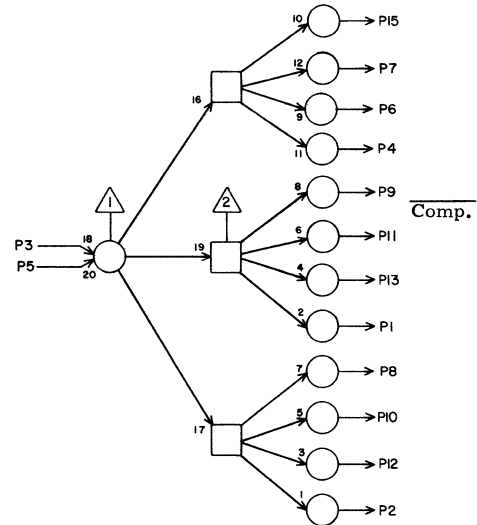 10 P15
12 P7
16 9 P6
11 P4
1 2 8 P9
Comp.
P3 18 19 6 P11
P5 20 4 P13
2 P1
7 P8
17 5 P10
3 P12
1 P2